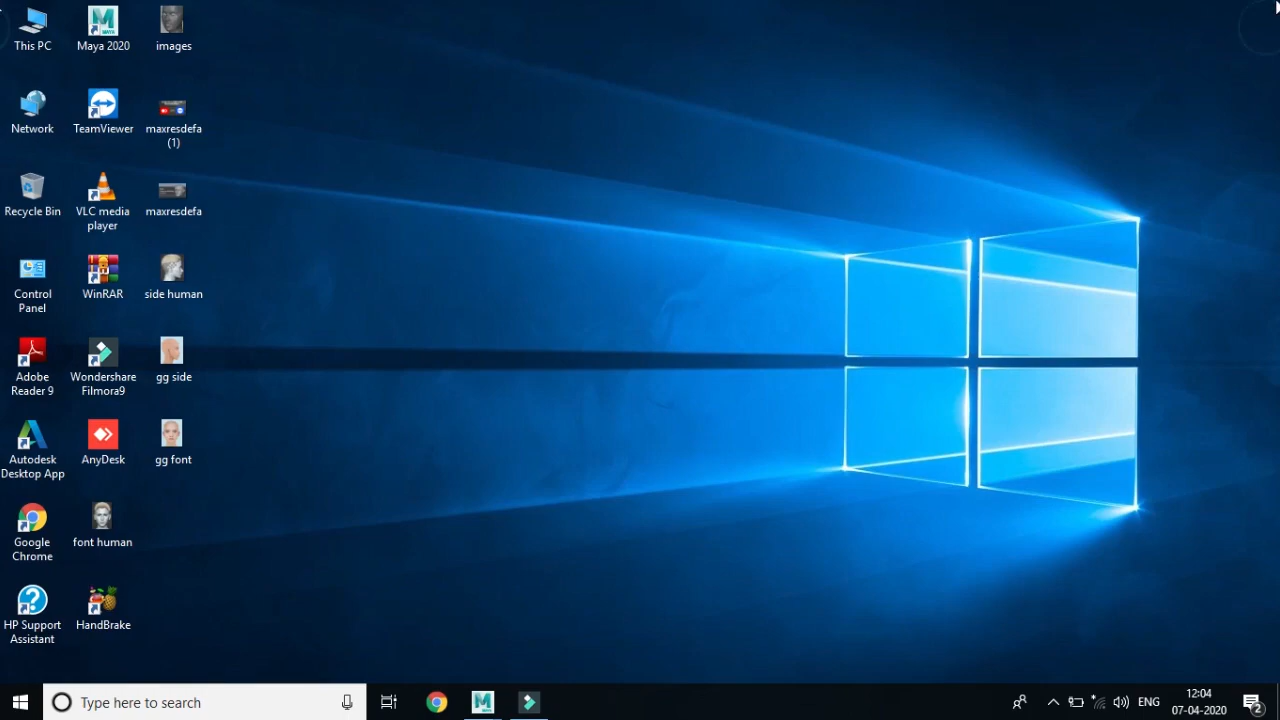 This PC
Maya 2020
images
Network
TeamViewer
maxresdefa
(1)
Recycle Bin
VLC media
player
maxresdefa
Control
Panel
WinRAR
side human
Adobe
Reader 9
Wondershare
Filmora9
gg side
Autodesk
Desktop App
AnyDesk
gg font
Google
Chrome
font human
HP Support
Assistant
HandBrake
Type here to search
ENG
12:04
07-04-2020
2